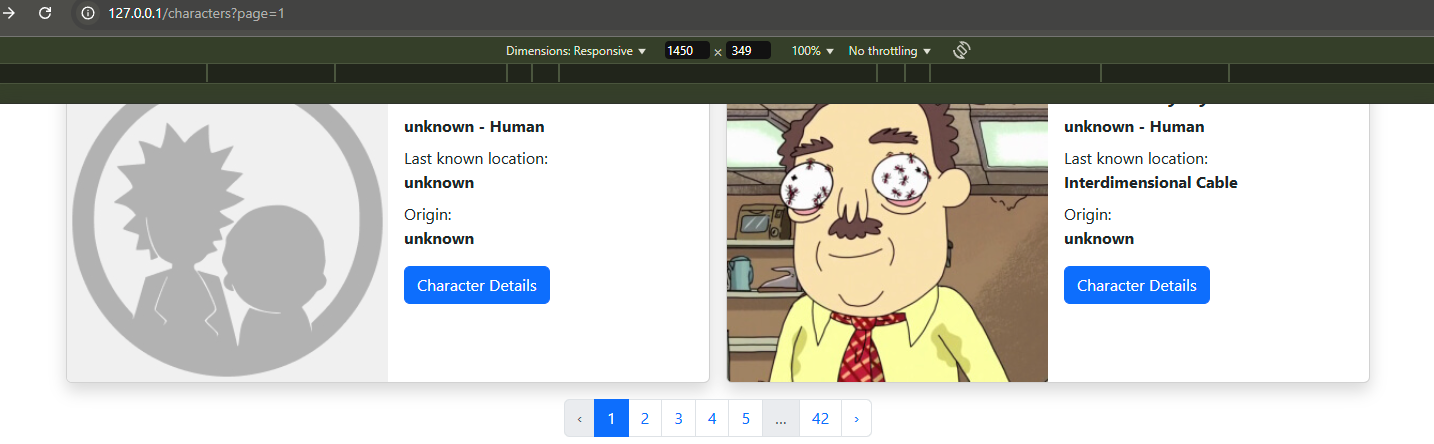 127.0.0.1/characters?page=1
Dimensions: Responsive 1450 × 349 100% No throttling
unknown - Human
Last known location:
unknown
Origin:
unknown
Character Details
unknown - Human
Last known location:
Interdimensional Cable
Origin:
unknown
Character Details
‹ 1 2 3 4 5 ... 42 ›